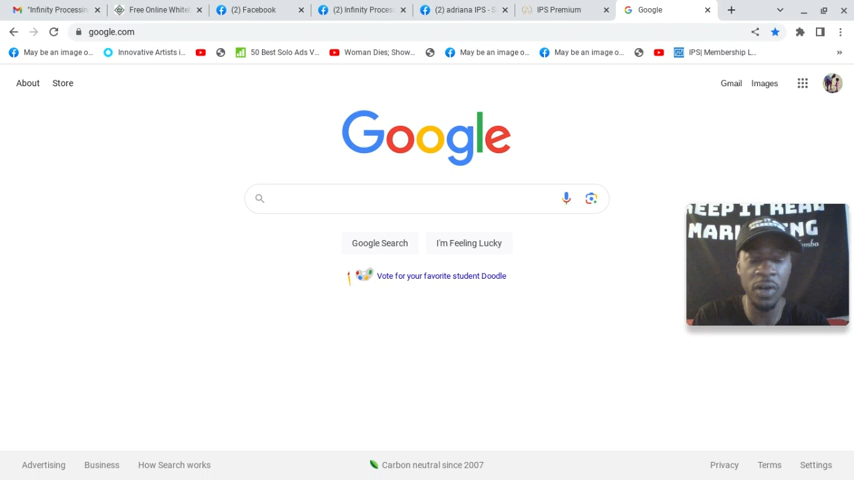 "Infinity Processin
Free Online White
(2) Facebook
(2) Infinity Proces
(2) adriana IPS - S
IPS Premium
Google
google.com
May be an image o...
Innovative Artists i...
50 Best Solo Ads V...
Woman Dies; Show...
May be an image o...
May be an image o...
IPS| Membership L...
»
About
Store
Gmail
Images
Google
KEEP IT REAL
MARKETING
Google Search
I'm Feeling Lucky
Vote for your favorite student Doodle
Advertising
Business
How Search works
Carbon neutral since 2007
Privacy
Terms
Settings